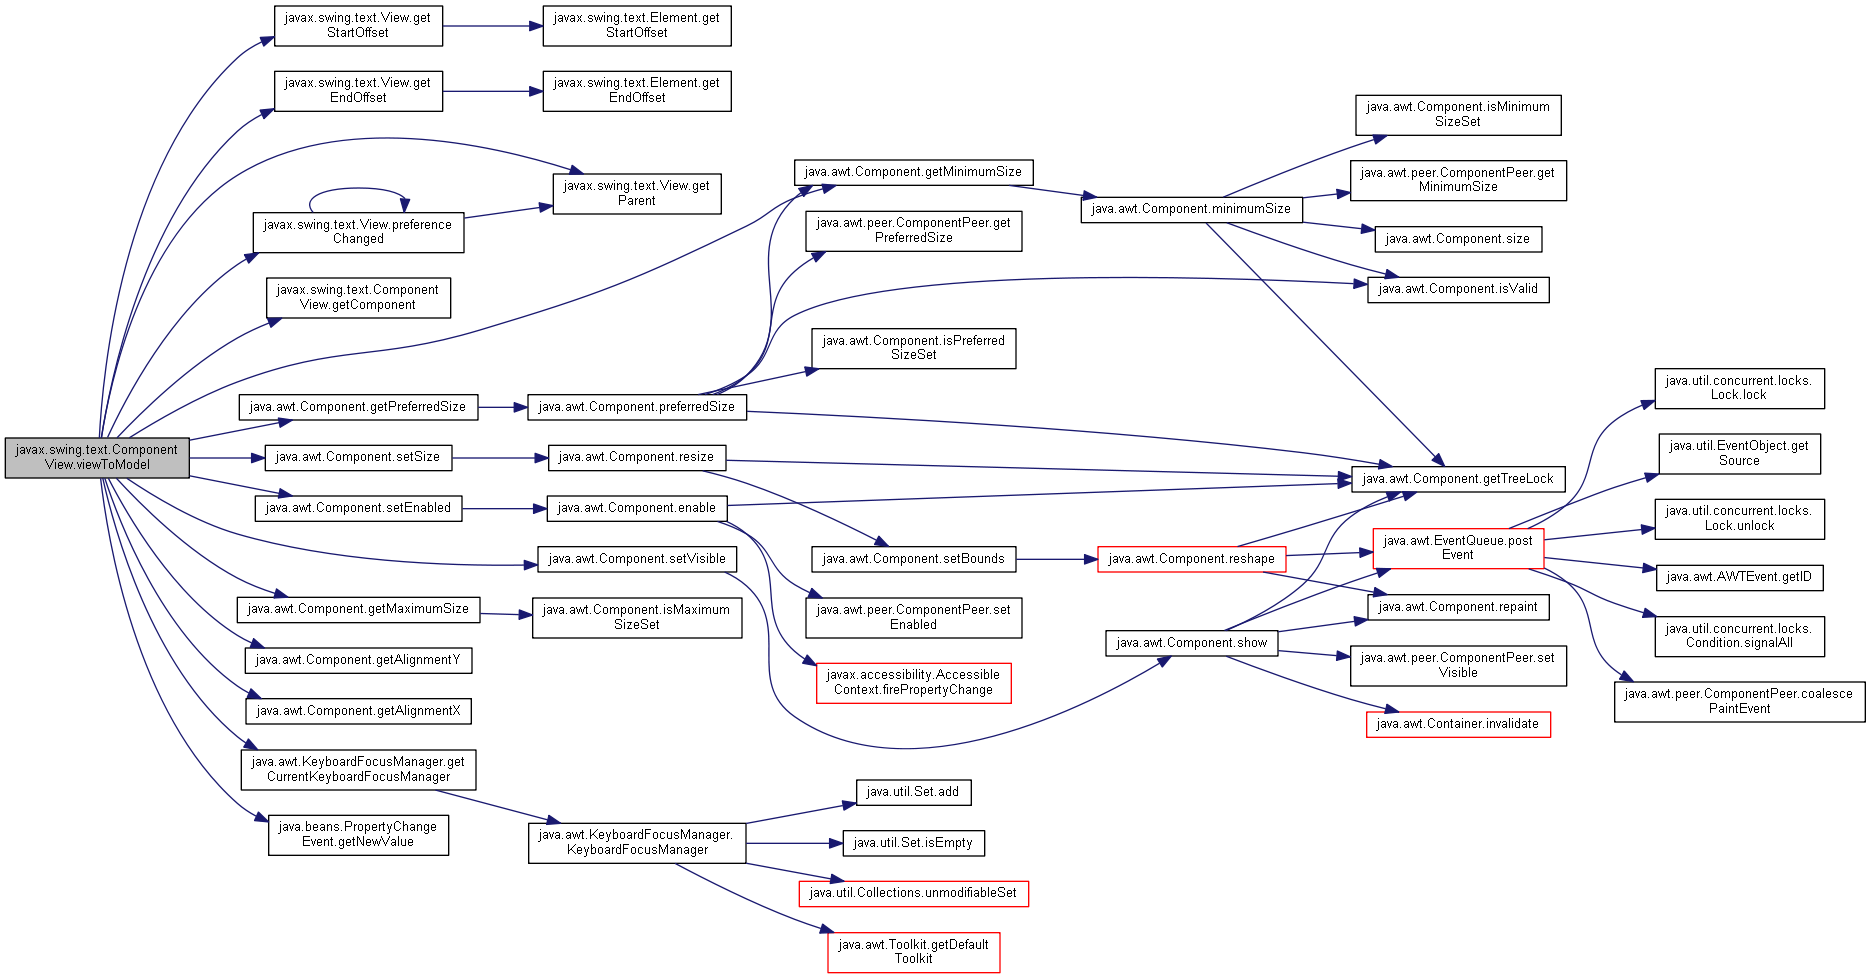 javax.swing.text.Component
View.viewToModel
javax.swing.text.View.get
StartOffset
javax.swing.text.Element.get
StartOffset
javax.swing.text.View.get
EndOffset
javax.swing.text.Element.get
EndOffset
javax.swing.text.View.get
Parent
javax.swing.text.View.preference
Changed
javax.swing.text.Component
View.getComponent
java.awt.Component.getPreferredSize
java.awt.Component.preferredSize
java.awt.Component.getMinimumSize
java.awt.peer.ComponentPeer.get
PreferredSize
java.awt.Component.isPreferred
SizeSet
java.awt.Component.minimumSize
java.awt.Component.isMinimum
SizeSet
java.awt.peer.ComponentPeer.get
MinimumSize
java.awt.Component.size
java.awt.Component.isValid
java.awt.Component.setSize
java.awt.Component.resize
java.awt.Component.getTreeLock
java.awt.Component.setEnabled
java.awt.Component.enable
java.awt.Component.setVisible
java.awt.Component.setBounds
java.awt.Component.reshape
java.awt.EventQueue.post
Event
java.util.concurrent.locks.
Lock.lock
java.util.EventObject.get
Source
java.util.concurrent.locks.
Lock.unlock
java.awt.AWTEvent.getID
java.util.concurrent.locks.
Condition.signalAll
java.awt.peer.ComponentPeer.coalesce
PaintEvent
java.awt.Component.getMaximumSize
java.awt.Component.isMaximum
SizeSet
java.awt.peer.ComponentPeer.set
Enabled
java.awt.Component.repaint
java.awt.Component.show
java.awt.peer.ComponentPeer.set
Visible
java.awt.Container.invalidate
javax.accessibility.Accessible
Context.firePropertyChange
java.awt.Component.getAlignmentY
java.awt.Component.getAlignmentX
java.awt.KeyboardFocusManager.get
CurrentKeyboardFocusManager
java.beans.PropertyChange
Event.getNewValue
java.awt.KeyboardFocusManager.
KeyboardFocusManager
java.util.Set.add
java.util.Set.isEmpty
java.util.Collections.unmodifiableSet
java.awt.Toolkit.getDefault
Toolkit